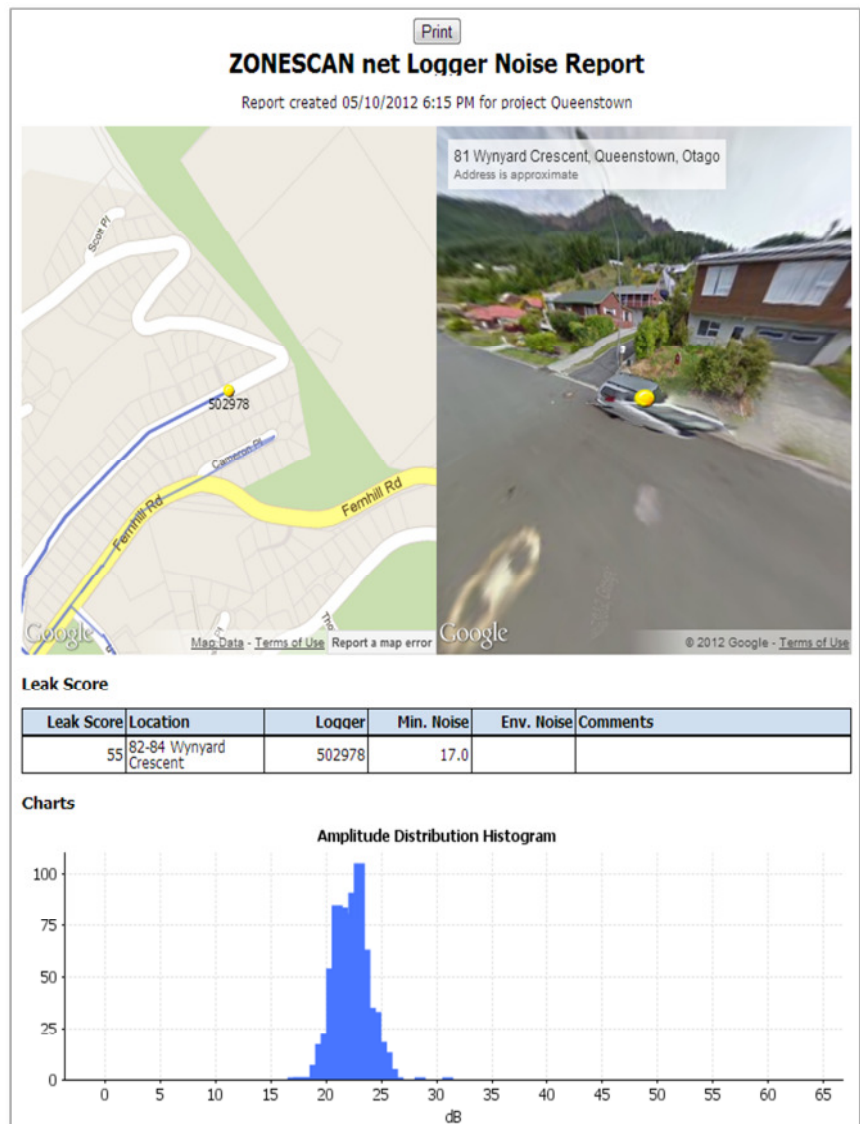 Print
ZONESCAN net Logger Noise Report
Report created 05/10/2012 6:15 PM for project Queenstown
81 Wynyard Crescent, Queenstown, Otago
Address is approximate
Scott Pl
502978
Cameron Pl
Fernhill Rd
Fernhill Rd
Google
Map Data - Terms of Use
Report a map error
Google
© 2012 Google - Terms of Use
Leak Score
Leak Score Location Logger Min. Noise Env. Noise Comments
55 82-84 Wynyard Crescent 502978 17.0
Charts
Amplitude Distribution Histogram
100
75
50
25
0
0 5 10 15 20 25 30 35 40 45 50 55 60 65
dB